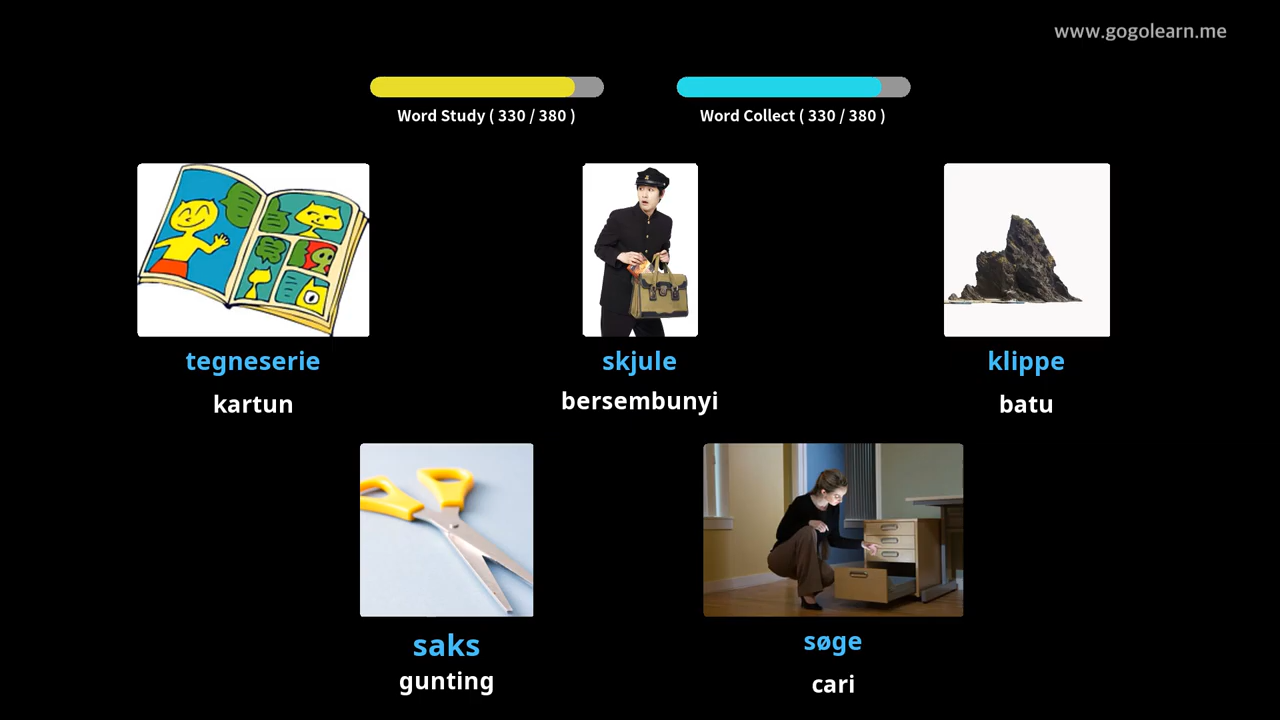 www.gogolearn.me
Word Study ( 330 / 380 )
Word Collect ( 330 / 380 )
tegneserie
kartun
skjule
bersembunyi
klippe
batu
saks
gunting
søge
cari